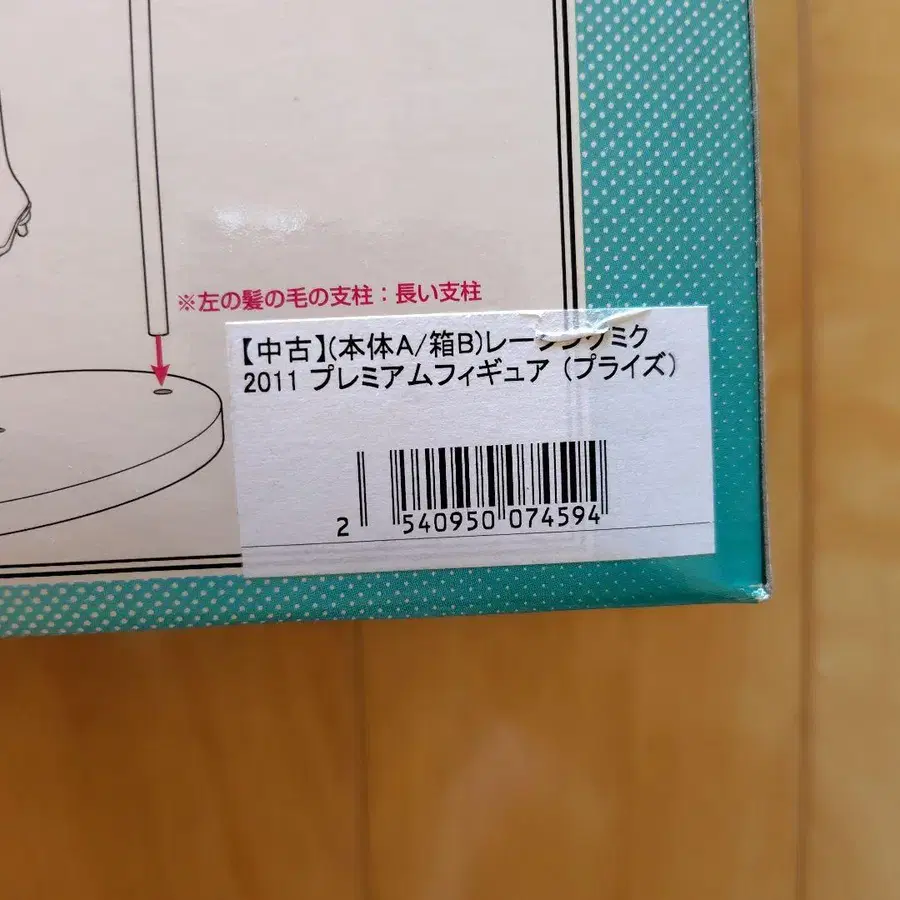 ※左の髪の毛の支柱：長い支柱
【中古】(本体A/箱B)レーシングミク
2011 プレミアムフィギュア（プライズ）
2 540950 074594